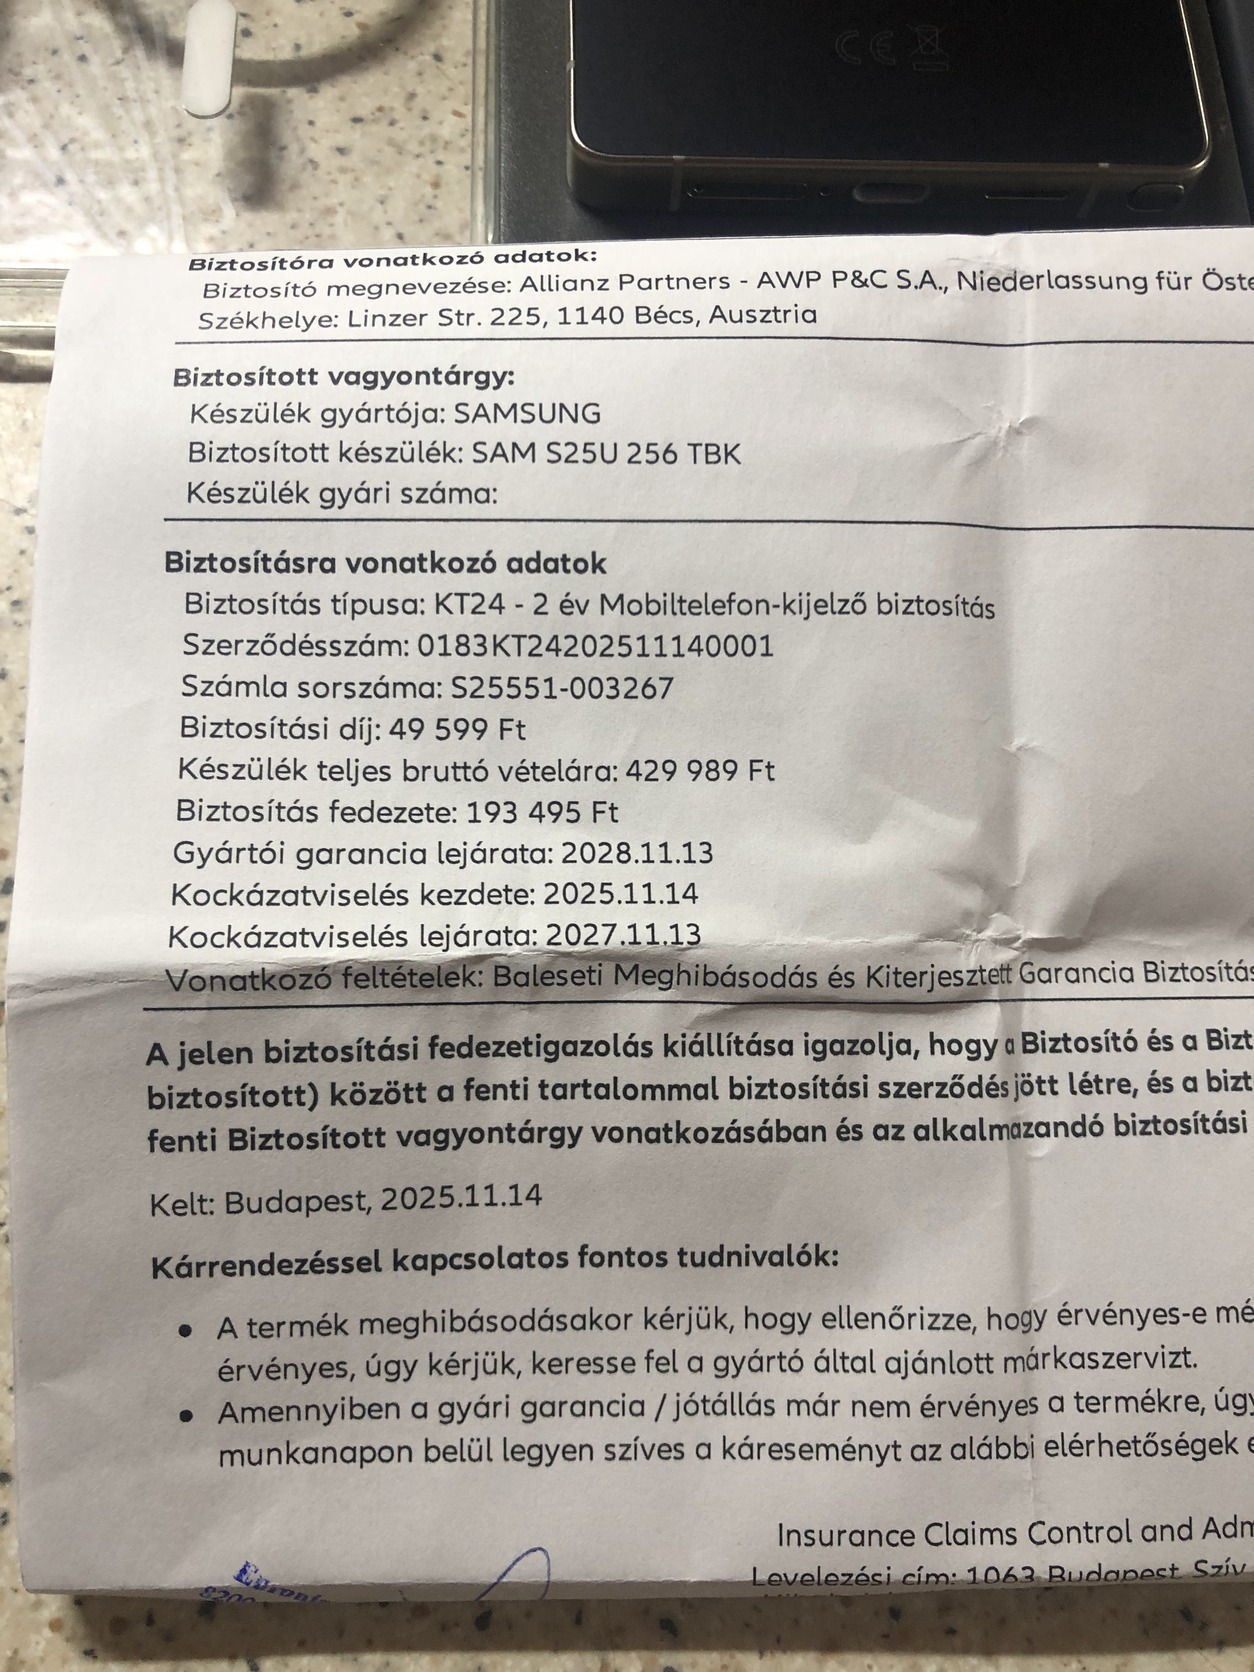 CE
Biztosítóra vonatkozó adatok:
Biztosító megnevezése: Allianz Partners - AWP P&C S.A., Niederlassung für Öste
Székhelye: Linzer Str. 225, 1140 Bécs, Ausztria
Biztosított vagyontárgy:
Készülék gyártója: SAMSUNG
Biztosított készülék: SAM S25U 256 TBK
Készülék gyári száma:
Biztosításra vonatkozó adatok
Biztosítás típusa: KT24 - 2 év Mobiltelefon-kijelző biztosítás
Szerződésszám: 0183KT24202511140001
Számla sorszáma: S25551-003267
Biztosítási díj: 49 599 Ft
Készülék teljes bruttó vételára: 429 989 Ft
Biztosítás fedezete: 193 495 Ft
Gyártói garancia lejárata: 2028.11.13
Kockázatviselés kezdete: 2025.11.14
Kockázatviselés lejárata: 2027.11.13
Vonatkozó feltételek: Baleseti Meghibásodás és Kiterjesztett Garancia Biztosítás
A jelen biztosítási fedezetigazolás kiállítása igazolja, hogy a Biztosító és a Bizt
biztosított) között a fenti tartalommal biztosítási szerződés jött létre, és a bizt
fenti Biztosított vagyontárgy vonatkozásában és az alkalmazandó biztosítási
Kelt: Budapest, 2025.11.14
Kárrendezéssel kapcsolatos fontos tudnivalók:
• A termék meghibásodásakor kérjük, hogy ellenőrizze, hogy érvényes-e mé
érvényes, úgy kérjük, keresse fel a gyártó által ajánlott márkaszervizt.
• Amennyiben a gyári garancia / jótállás már nem érvényes a termékre, úgy
munkanapon belül legyen szíves a káreseményt az alábbi elérhetőségek e
Insurance Claims Control and Adm
Levelezési cím: 1063 Budapest, Szív